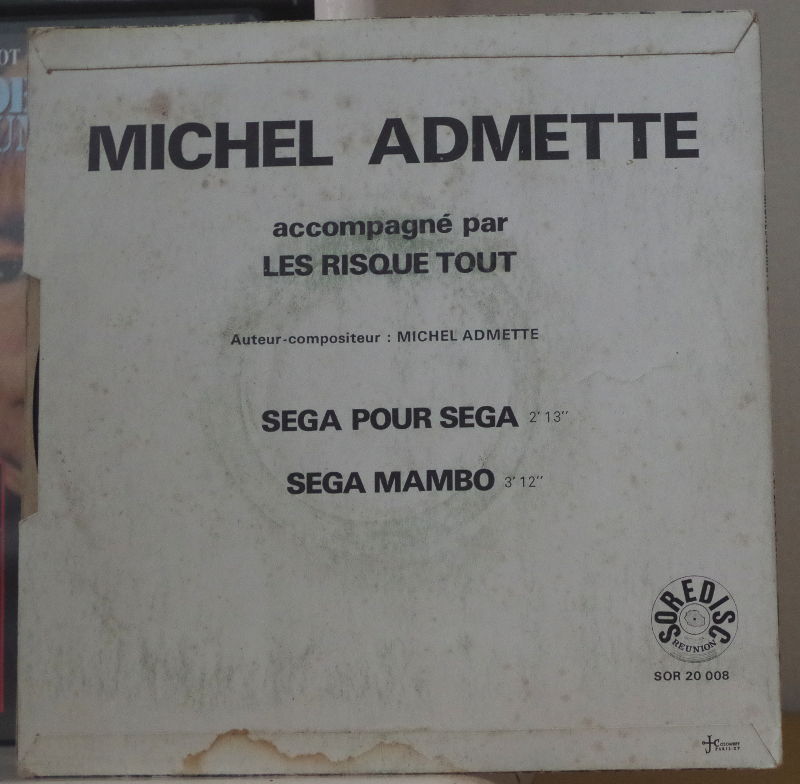 MICHEL ADMETTE
accompagné par
LES RISQUE TOUT
Auteur-compositeur : MICHEL ADMETTE
SEGA POUR SEGA 2' 13''
SEGA MAMBO 3' 12''
SOREDISC
REUNION
SOR 20 008